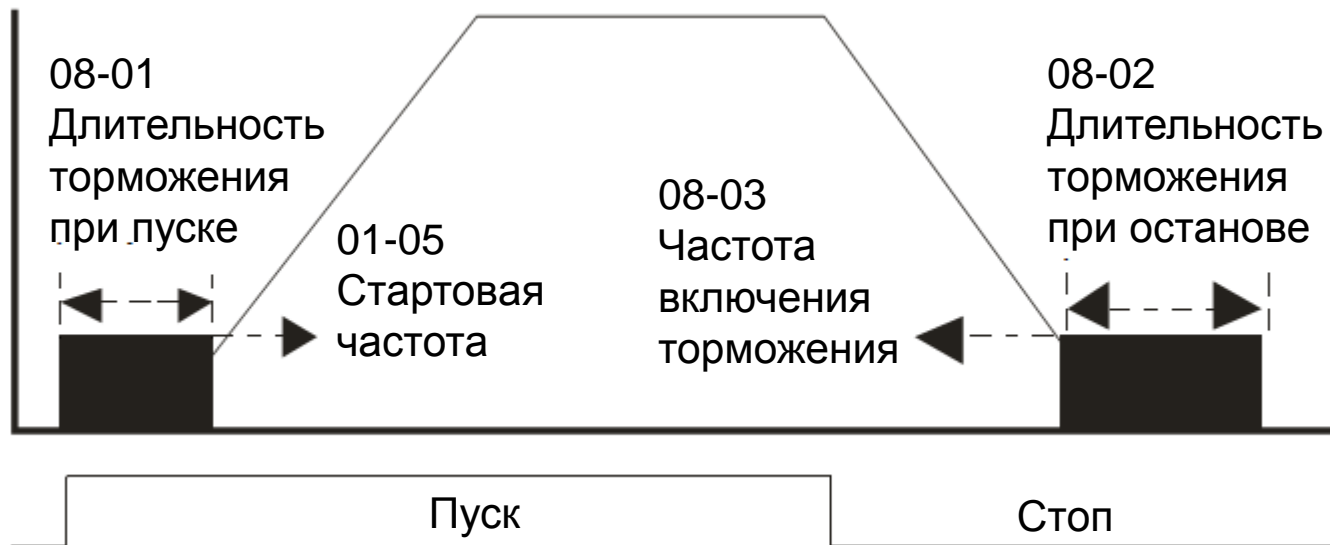 08-01
Длительность
торможения
при пуске
01-05
Стартовая
частота
08-03
Частота
включения
торможения
08-02
Длительность
торможения
при останове
Пуск
Стоп